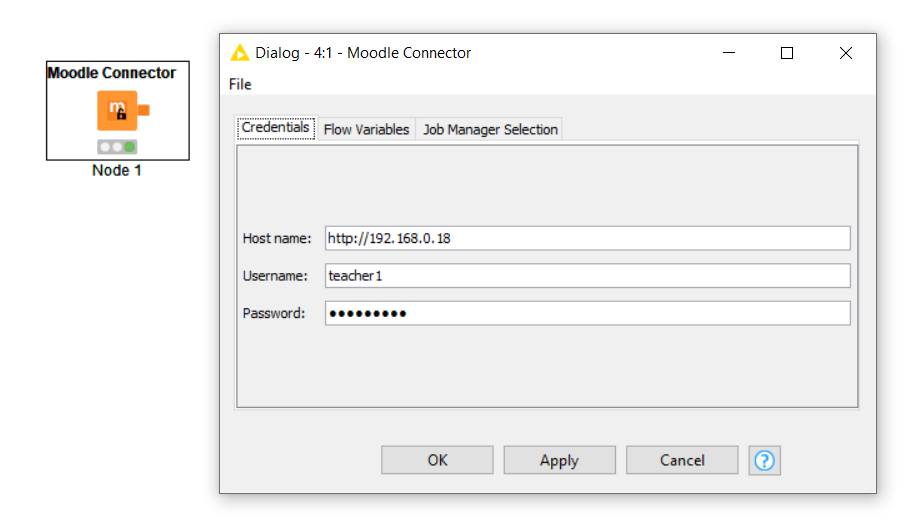 Moodle Connector
m
Node 1
Dialog - 4:1 - Moodle Connector
File
Credentials Flow Variables Job Manager Selection
Host name: http://192.168.0.18
Username: teacher1
Password: ●●●●●●●●●
OK Apply Cancel ?